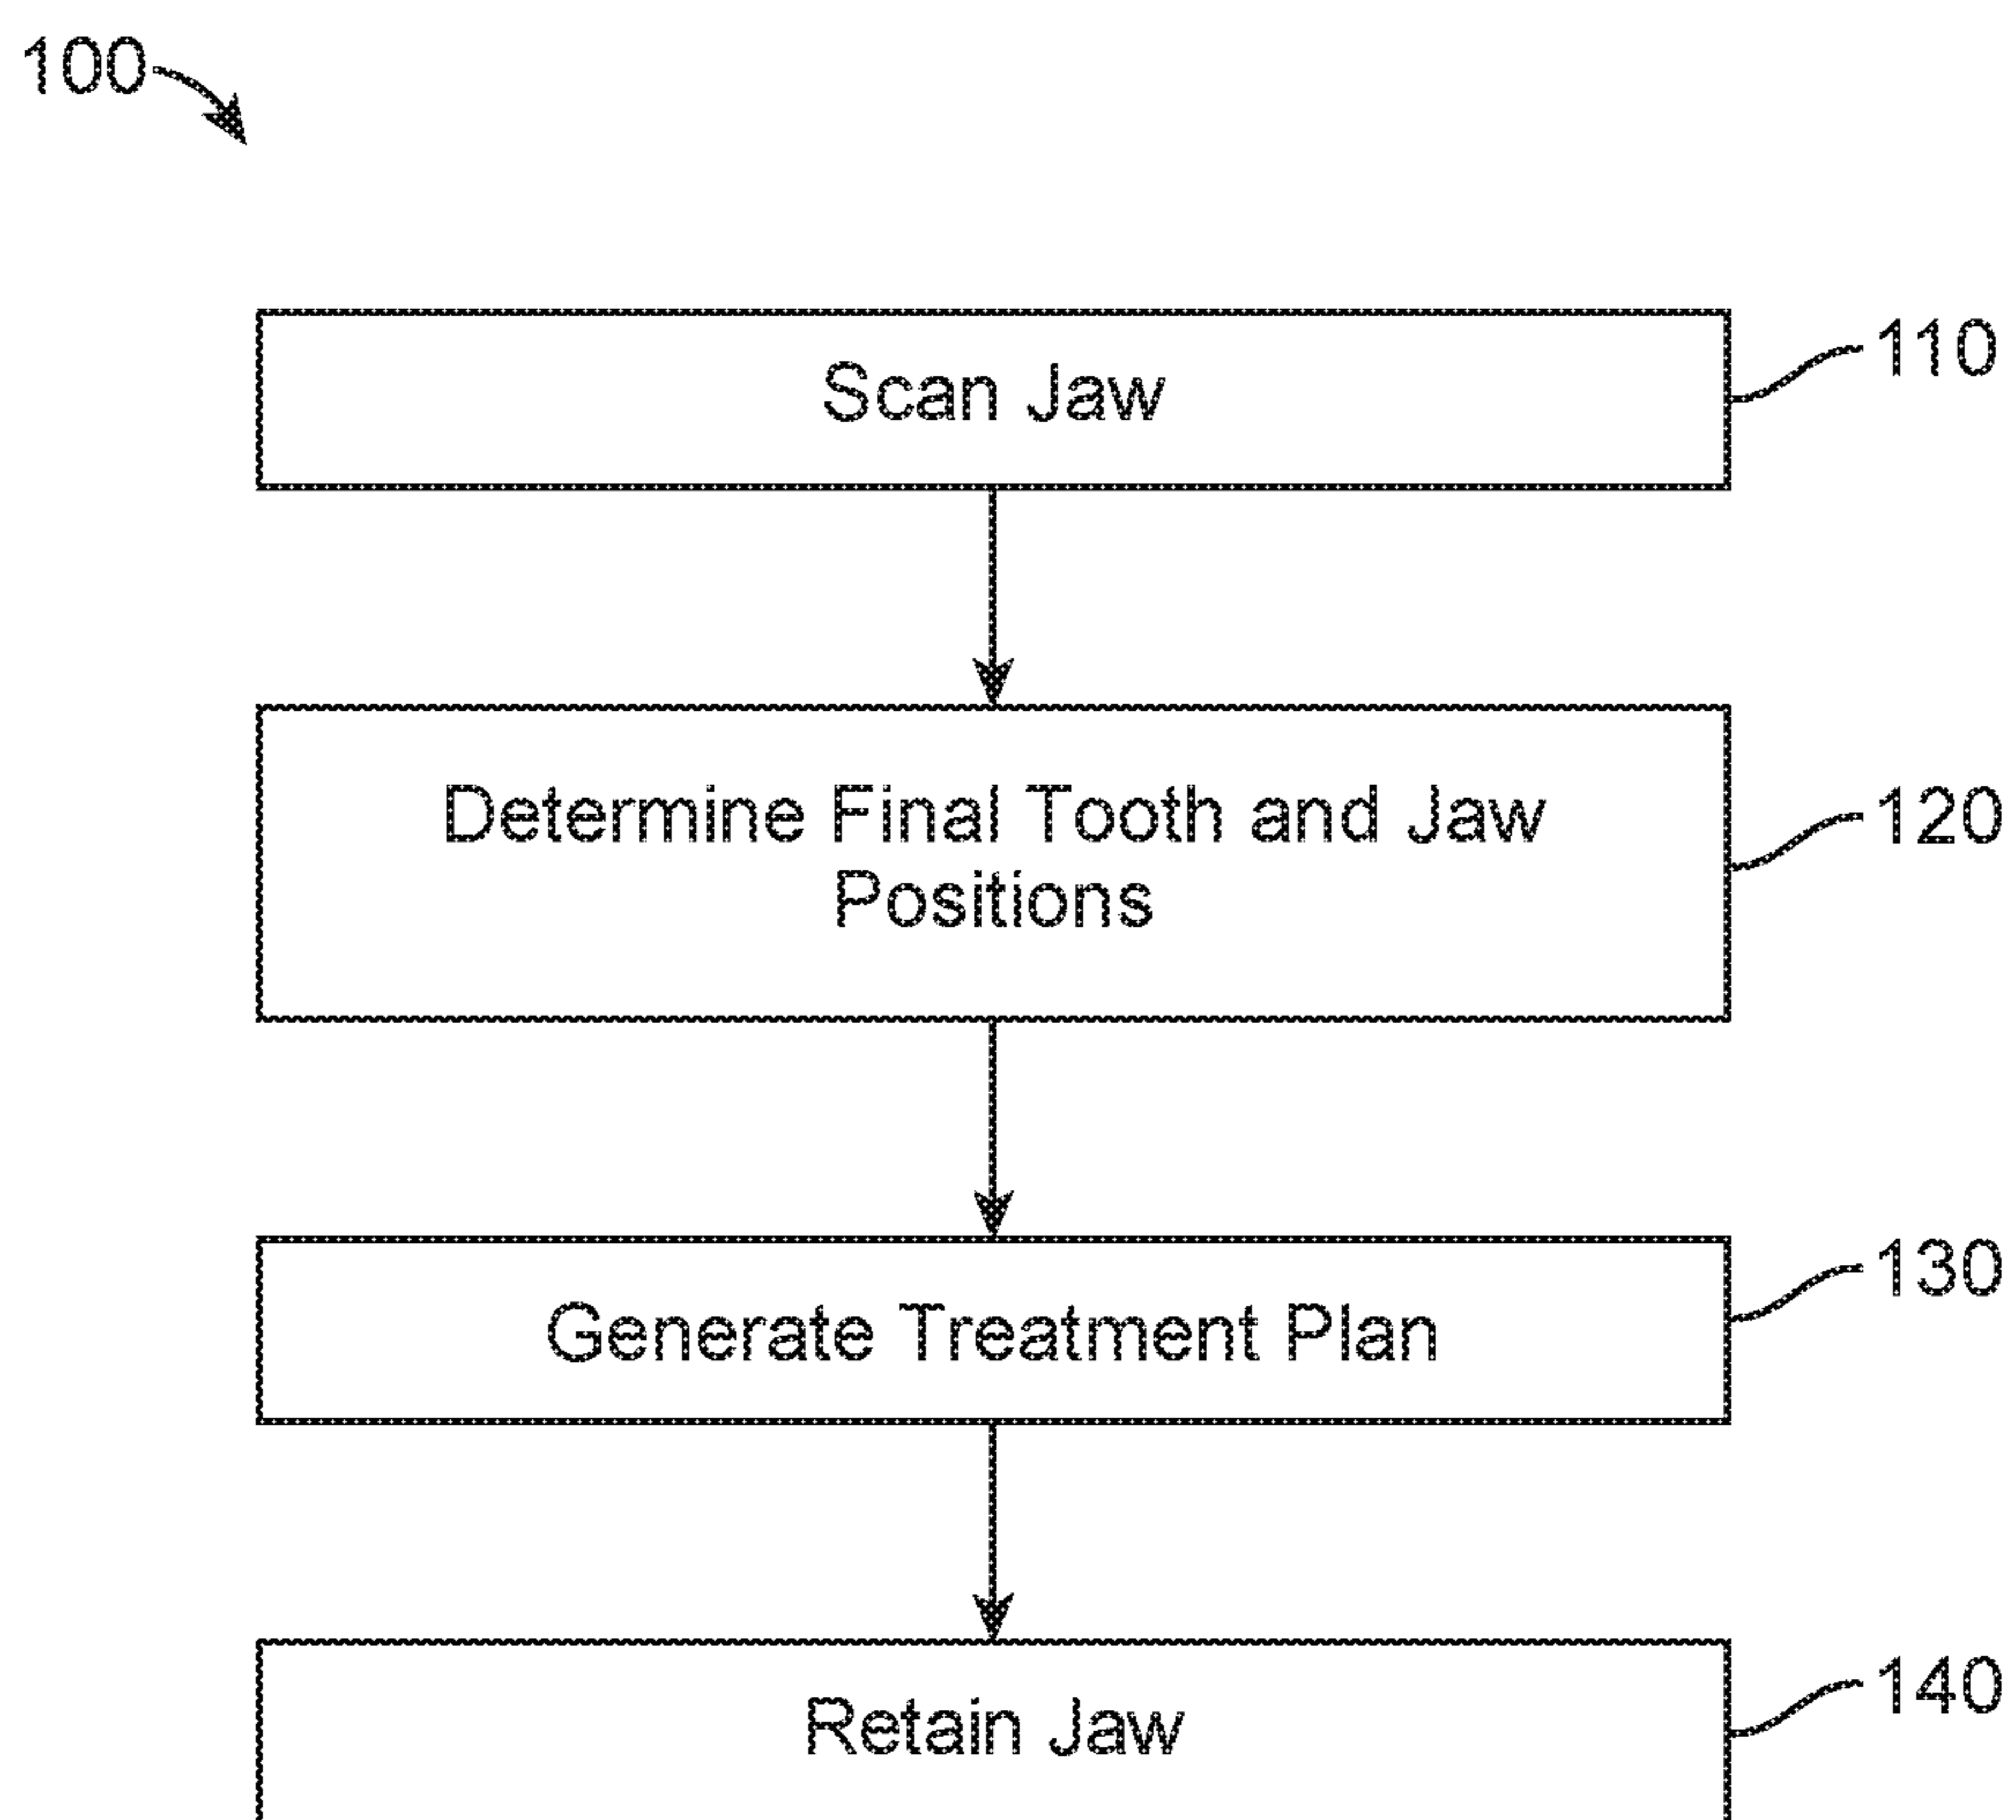 100
Scan Jaw
110
Determine Final Tooth and Jaw
Positions
120
Generate Treatment Plan
130
Retain Jaw
140